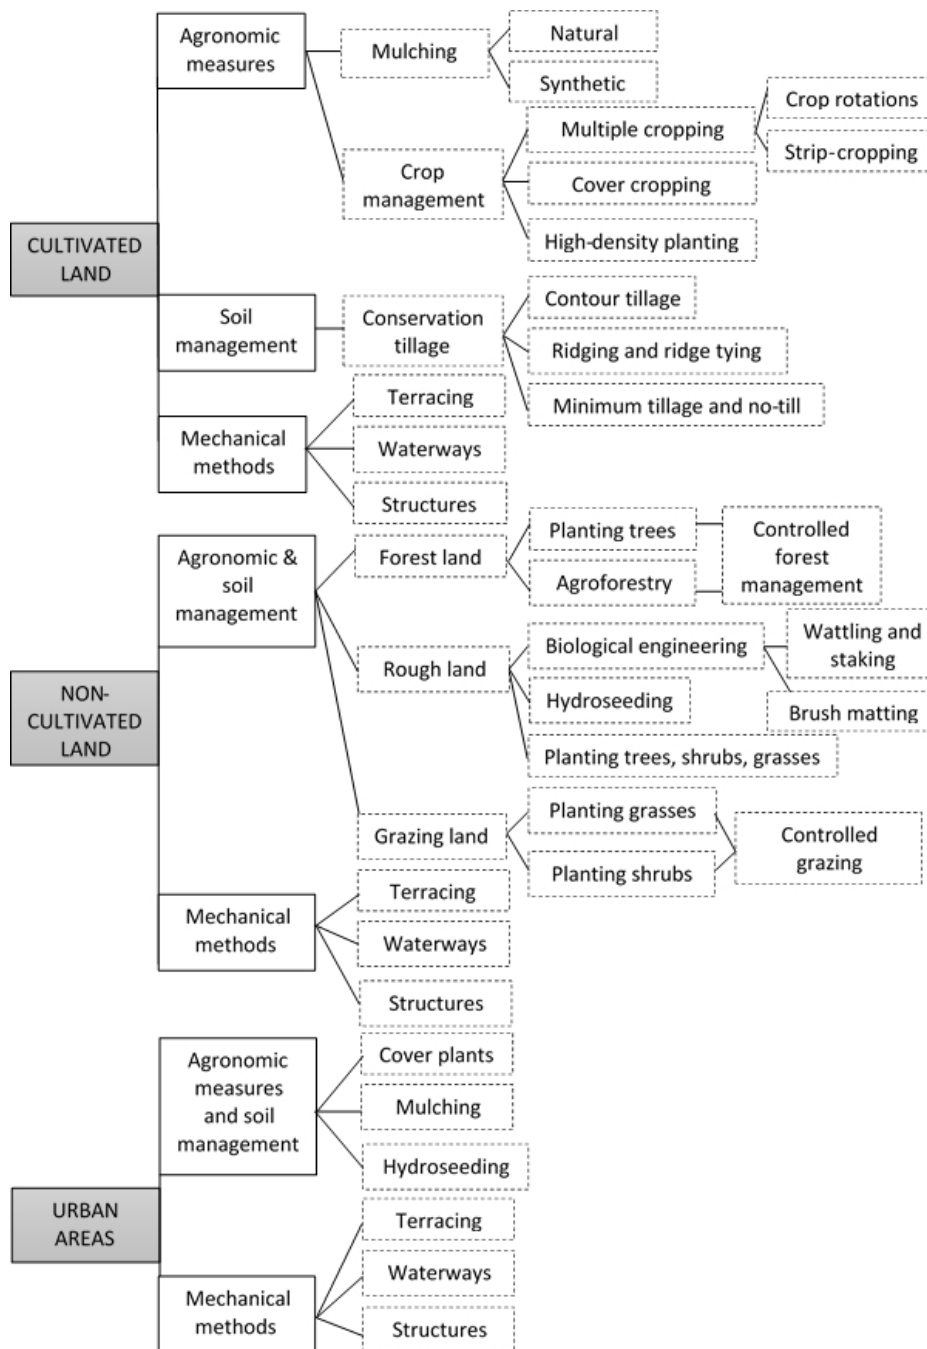 Agronomic
measures
Mulching
Natural
Synthetic
Crop
management
Multiple cropping
Crop rotations
Strip-cropping
Cover cropping
High-density planting
CULTIVATED
LAND
Soil
management
Conservation
tillage
Contour tillage
Ridging and ridge tying
Minimum tillage and no-till
Mechanical
methods
Terracing
Waterways
Structures
NON-
CULTIVATED
LAND
Agronomic &
soil
management
Forest land
Planting trees
Agroforestry
Controlled
forest
management
Rough land
Biological engineering
Wattling and
staking
Brush matting
Hydroseeding
Planting trees, shrubs, grasses
Grazing land
Planting grasses
Planting shrubs
Controlled
grazing
Mechanical
methods
Terracing
Waterways
Structures
URBAN
AREAS
Agronomic
measures
and soil
management
Cover plants
Mulching
Hydroseeding
Mechanical
methods
Terracing
Waterways
Structures